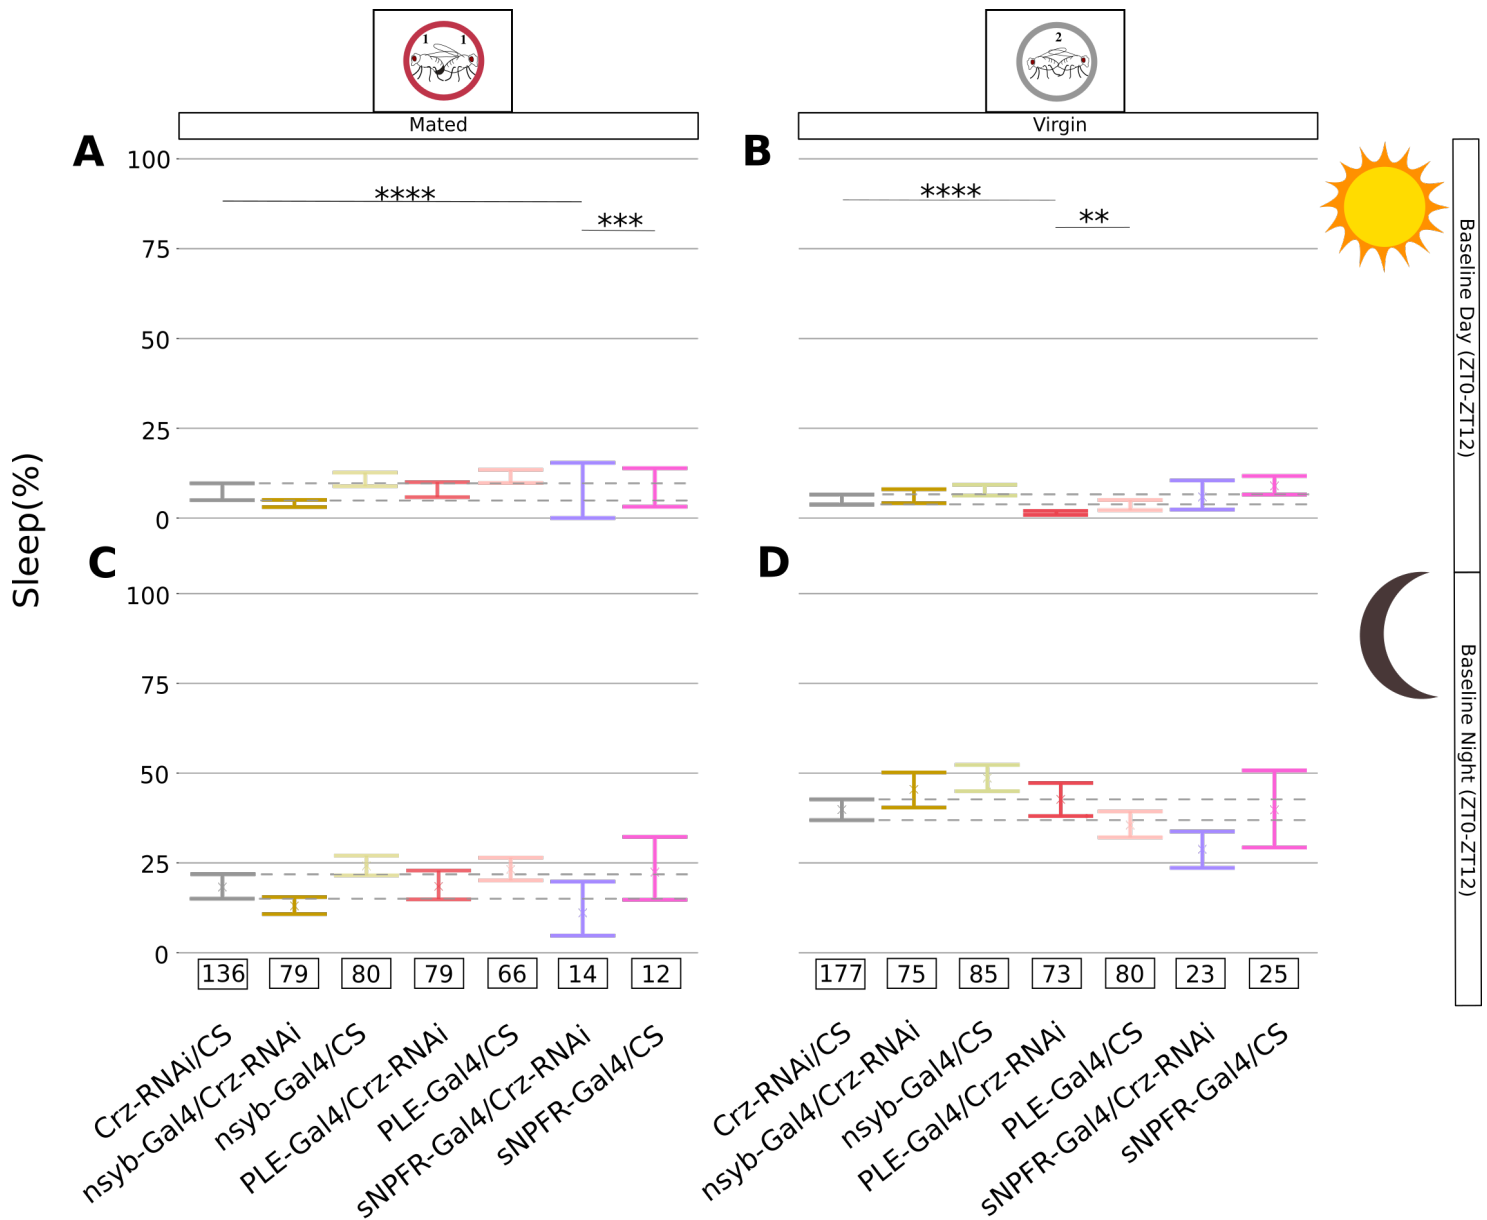 1 1
2
Mated
Virgin
A
B
100
75
50
25
0
****
***
****
**
Baseline Day (ZT0-ZT12)
Sleep(%)
C
D
100
75
50
25
0
Baseline Night (ZT0-ZT12)
136 79 80 79 66 14 12
177 75 85 73 80 23 25
Crz-RNAi/CS
nsyb-Gal4/Crz-RNAi
nsyb-Gal4/CS
PLE-Gal4/Crz-RNAi
PLE-Gal4/CS
sNPFR-Gal4/Crz-RNAi
sNPFR-Gal4/CS
Crz-RNAi/CS
nsyb-Gal4/Crz-RNAi
nsyb-Gal4/CS
PLE-Gal4/Crz-RNAi
PLE-Gal4/CS
sNPFR-Gal4/Crz-RNAi
sNPFR-Gal4/CS